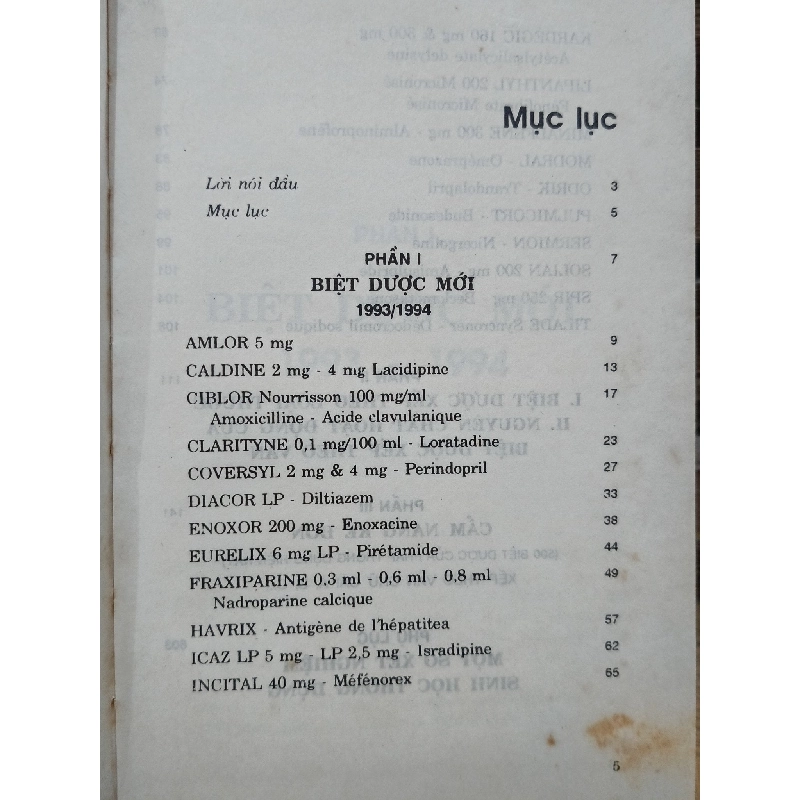 Mục lục
Lời nói đầu 3
Mục lục 5
PHẦN I 7
BIỆT DƯỢC MỚI
1993/1994
AMLOR 5 mg 9
CALDINE 2 mg - 4 mg Lacidipine 13
CIBLOR Nourrisson 100 mg/ml 17
Amoxicilline - Acide clavulanique
CLARITYNE 0,1 mg/100 ml - Loratadine 23
COVERSYL 2 mg & 4 mg - Perindopril 27
DIACOR LP - Diltiazem 33
ENOXOR 200 mg - Enoxacine 38
EURELIX 6 mg LP - Pirétamide 44
FRAXIPARINE 0,3 ml - 0,6 ml - 0,8 ml 49
Nadroparine calcique
HAVRIX - Antigène de l'hépatitea 57
ICAZ LP 5 mg - LP 2,5 mg - Isradipine 62
INCITAL 40 mg - Méfénorex 65
5